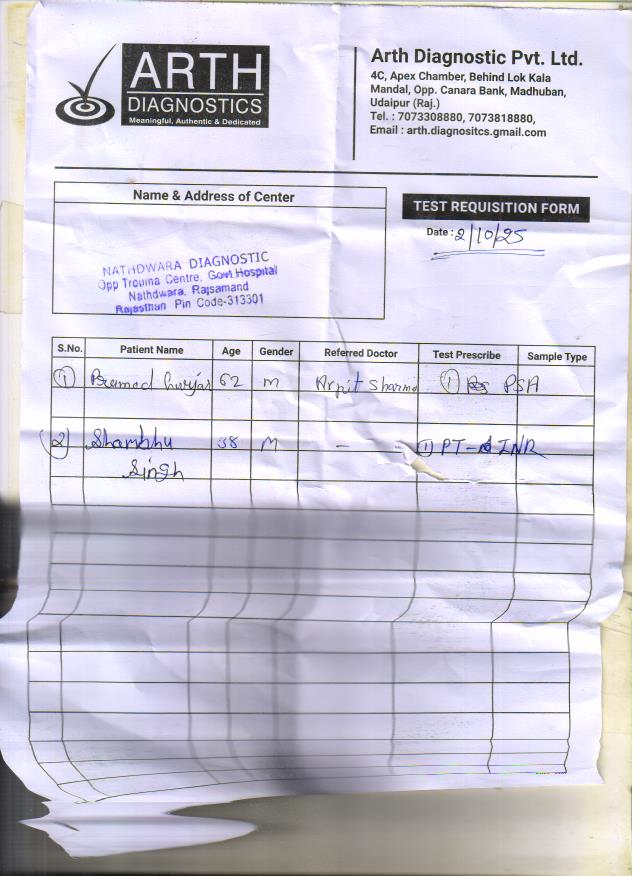 ARTH
DIAGNOSTICS
Meaningful, Authentic & Dedicated
Arth Diagnostic Pvt. Ltd.
4C, Apex Chamber, Behind Lok Kala
Mandal, Opp. Canara Bank, Madhuban,
Udaipur (Raj.)
Tel. : 7073308880, 7073818880,
Email : arth.diagnositcs.gmail.com
Name & Address of Center
TEST REQUISITION FORM
Date : 2/10/25
NATHDWARA DIAGNOSTIC
Opp Trouma Centre, Govt Hospital
Nathdwara, Rajsamand
Rajasthan Pin Code-313301
S.No. Patient Name Age Gender Referred Doctor Test Prescribe Sample Type
1 Pramod Gurjar 62 M Arpit Sharma 1 PSA
2) Shambhu 38 M - - 1 PT- INR
Singh